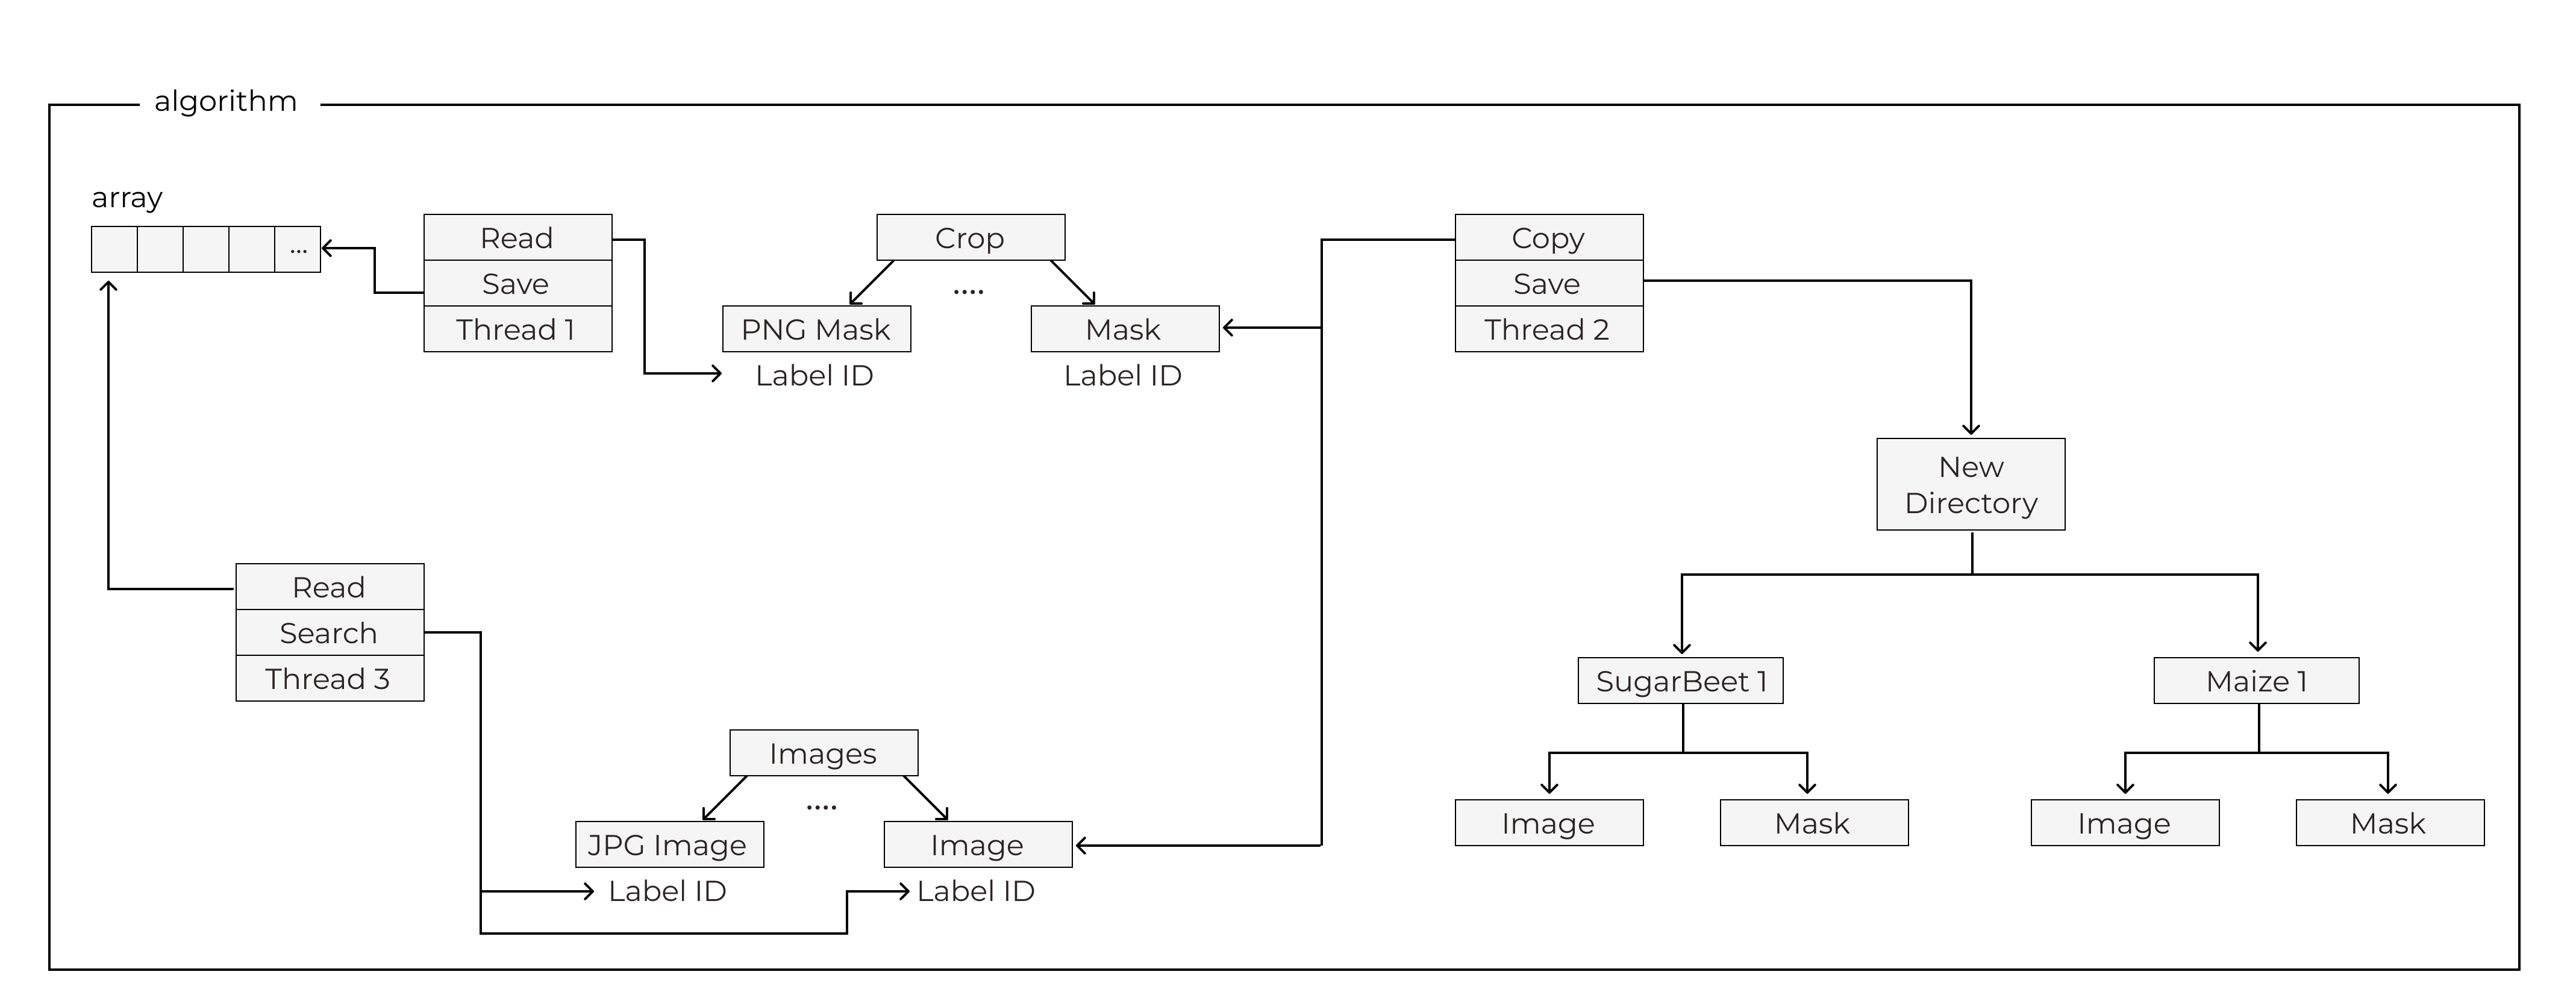 algorithm
array
...
Read
Save
Thread 1
Crop
....
PNG Mask
Label ID
Mask
Label ID
Copy
Save
Thread 2
New
Directory
Read
Search
Thread 3
Images
....
JPG Image
Label ID
Image
Label ID
SugarBeet 1
Image
Mask
Maize 1
Image
Mask